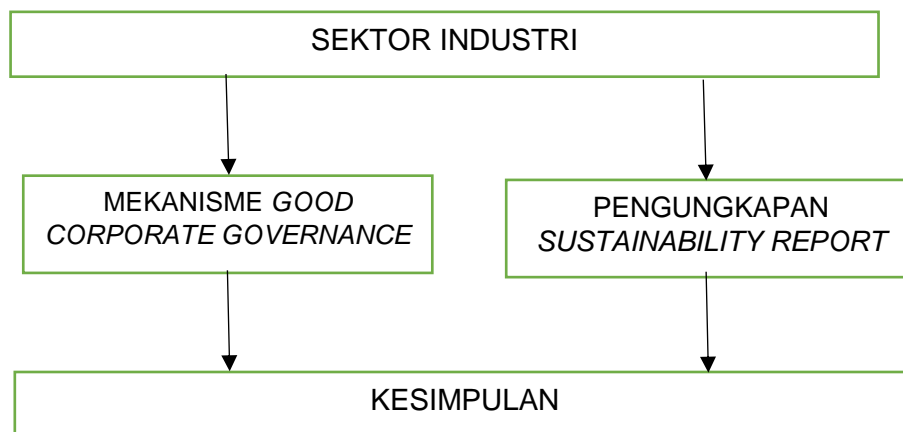 SEKTOR INDUSTRI
MEKANISME GOOD
CORPORATE GOVERNANCE
PENGUNGKAPAN
SUSTAINABILITY REPORT
KESIMPULAN